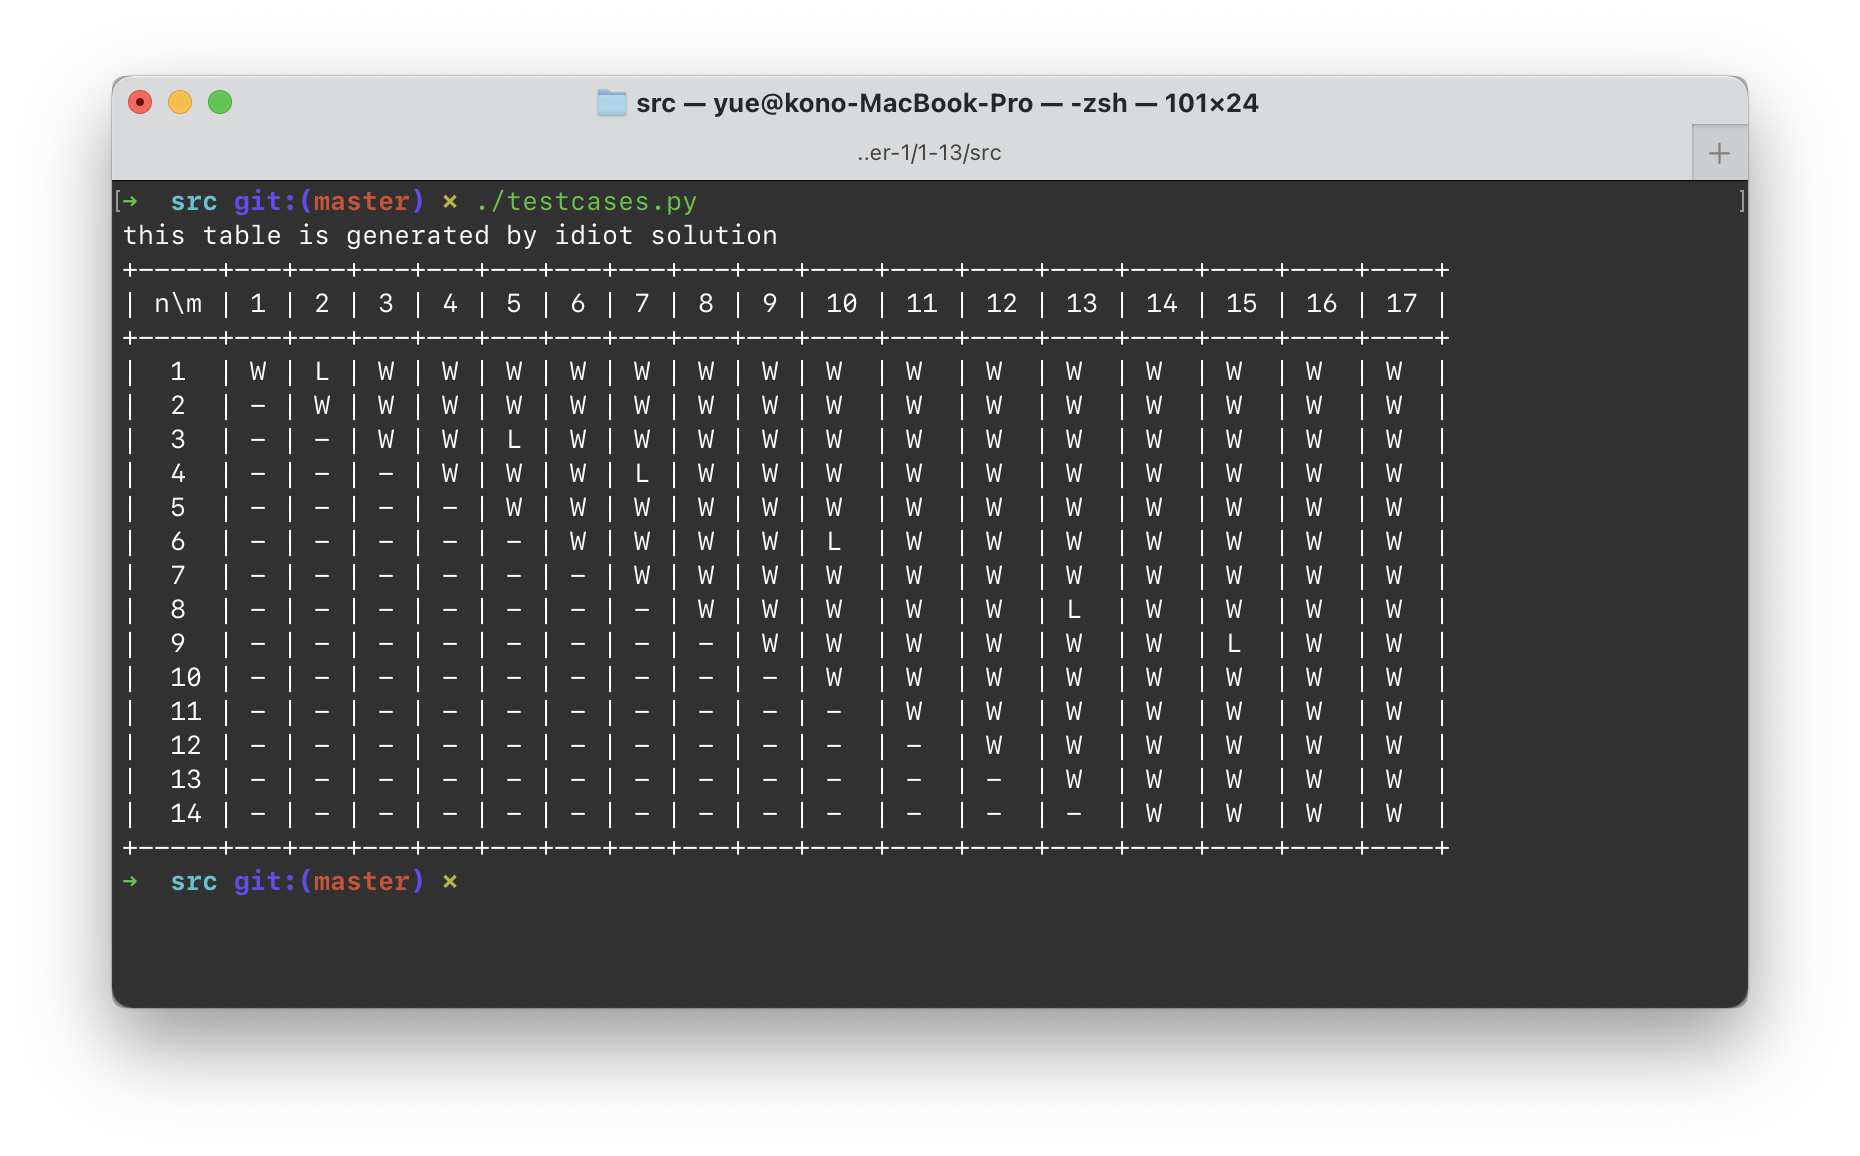 src — yue@kono-MacBook-Pro — -zsh — 101×24
..er-1/1-13/src
[➜  src git:(master) × ./testcases.py ]
this table is generated by idiot solution
+-----+---+---+---+---+---+---+---+---+---+----+----+----+----+----+----+----+----+
| n\m | 1 | 2 | 3 | 4 | 5 | 6 | 7 | 8 | 9 | 10 | 11 | 12 | 13 | 14 | 15 | 16 | 17 |
+-----+---+---+---+---+---+---+---+---+---+----+----+----+----+----+----+----+----+
|  1  | W | L | W | W | W | W | W | W | W | W  | W  | W  | W  | W  | W  | W  | W  |
|  2  | - | W | W | W | W | W | W | W | W | W  | W  | W  | W  | W  | W  | W  | W  |
|  3  | - | - | W | W | L | W | W | W | W | W  | W  | W  | W  | W  | W  | W  | W  |
|  4  | - | - | - | W | W | W | L | W | W | W  | W  | W  | W  | W  | W  | W  | W  |
|  5  | - | - | - | - | W | W | W | W | W | W  | W  | W  | W  | W  | W  | W  | W  |
|  6  | - | - | - | - | - | W | W | W | W | L  | W  | W  | W  | W  | W  | W  | W  |
|  7  | - | - | - | - | - | - | W | W | W | W  | W  | W  | W  | W  | W  | W  | W  |
|  8  | - | - | - | - | - | - | - | W | W | W  | W  | W  | L  | W  | W  | W  | W  |
|  9  | - | - | - | - | - | - | - | - | W | W  | W  | W  | W  | W  | L  | W  | W  |
|  10 | - | - | - | - | - | - | - | - | - | W  | W  | W  | W  | W  | W  | W  | W  |
|  11 | - | - | - | - | - | - | - | - | - | -  | W  | W  | W  | W  | W  | W  | W  |
|  12 | - | - | - | - | - | - | - | - | - | -  | -  | W  | W  | W  | W  | W  | W  |
|  13 | - | - | - | - | - | - | - | - | - | -  | -  | -  | W  | W  | W  | W  | W  |
|  14 | - | - | - | - | - | - | - | - | - | -  | -  | -  | -  | W  | W  | W  | W  |
+-----+---+---+---+---+---+---+---+---+---+----+----+----+----+----+----+----+----+
➜  src git:(master) ×